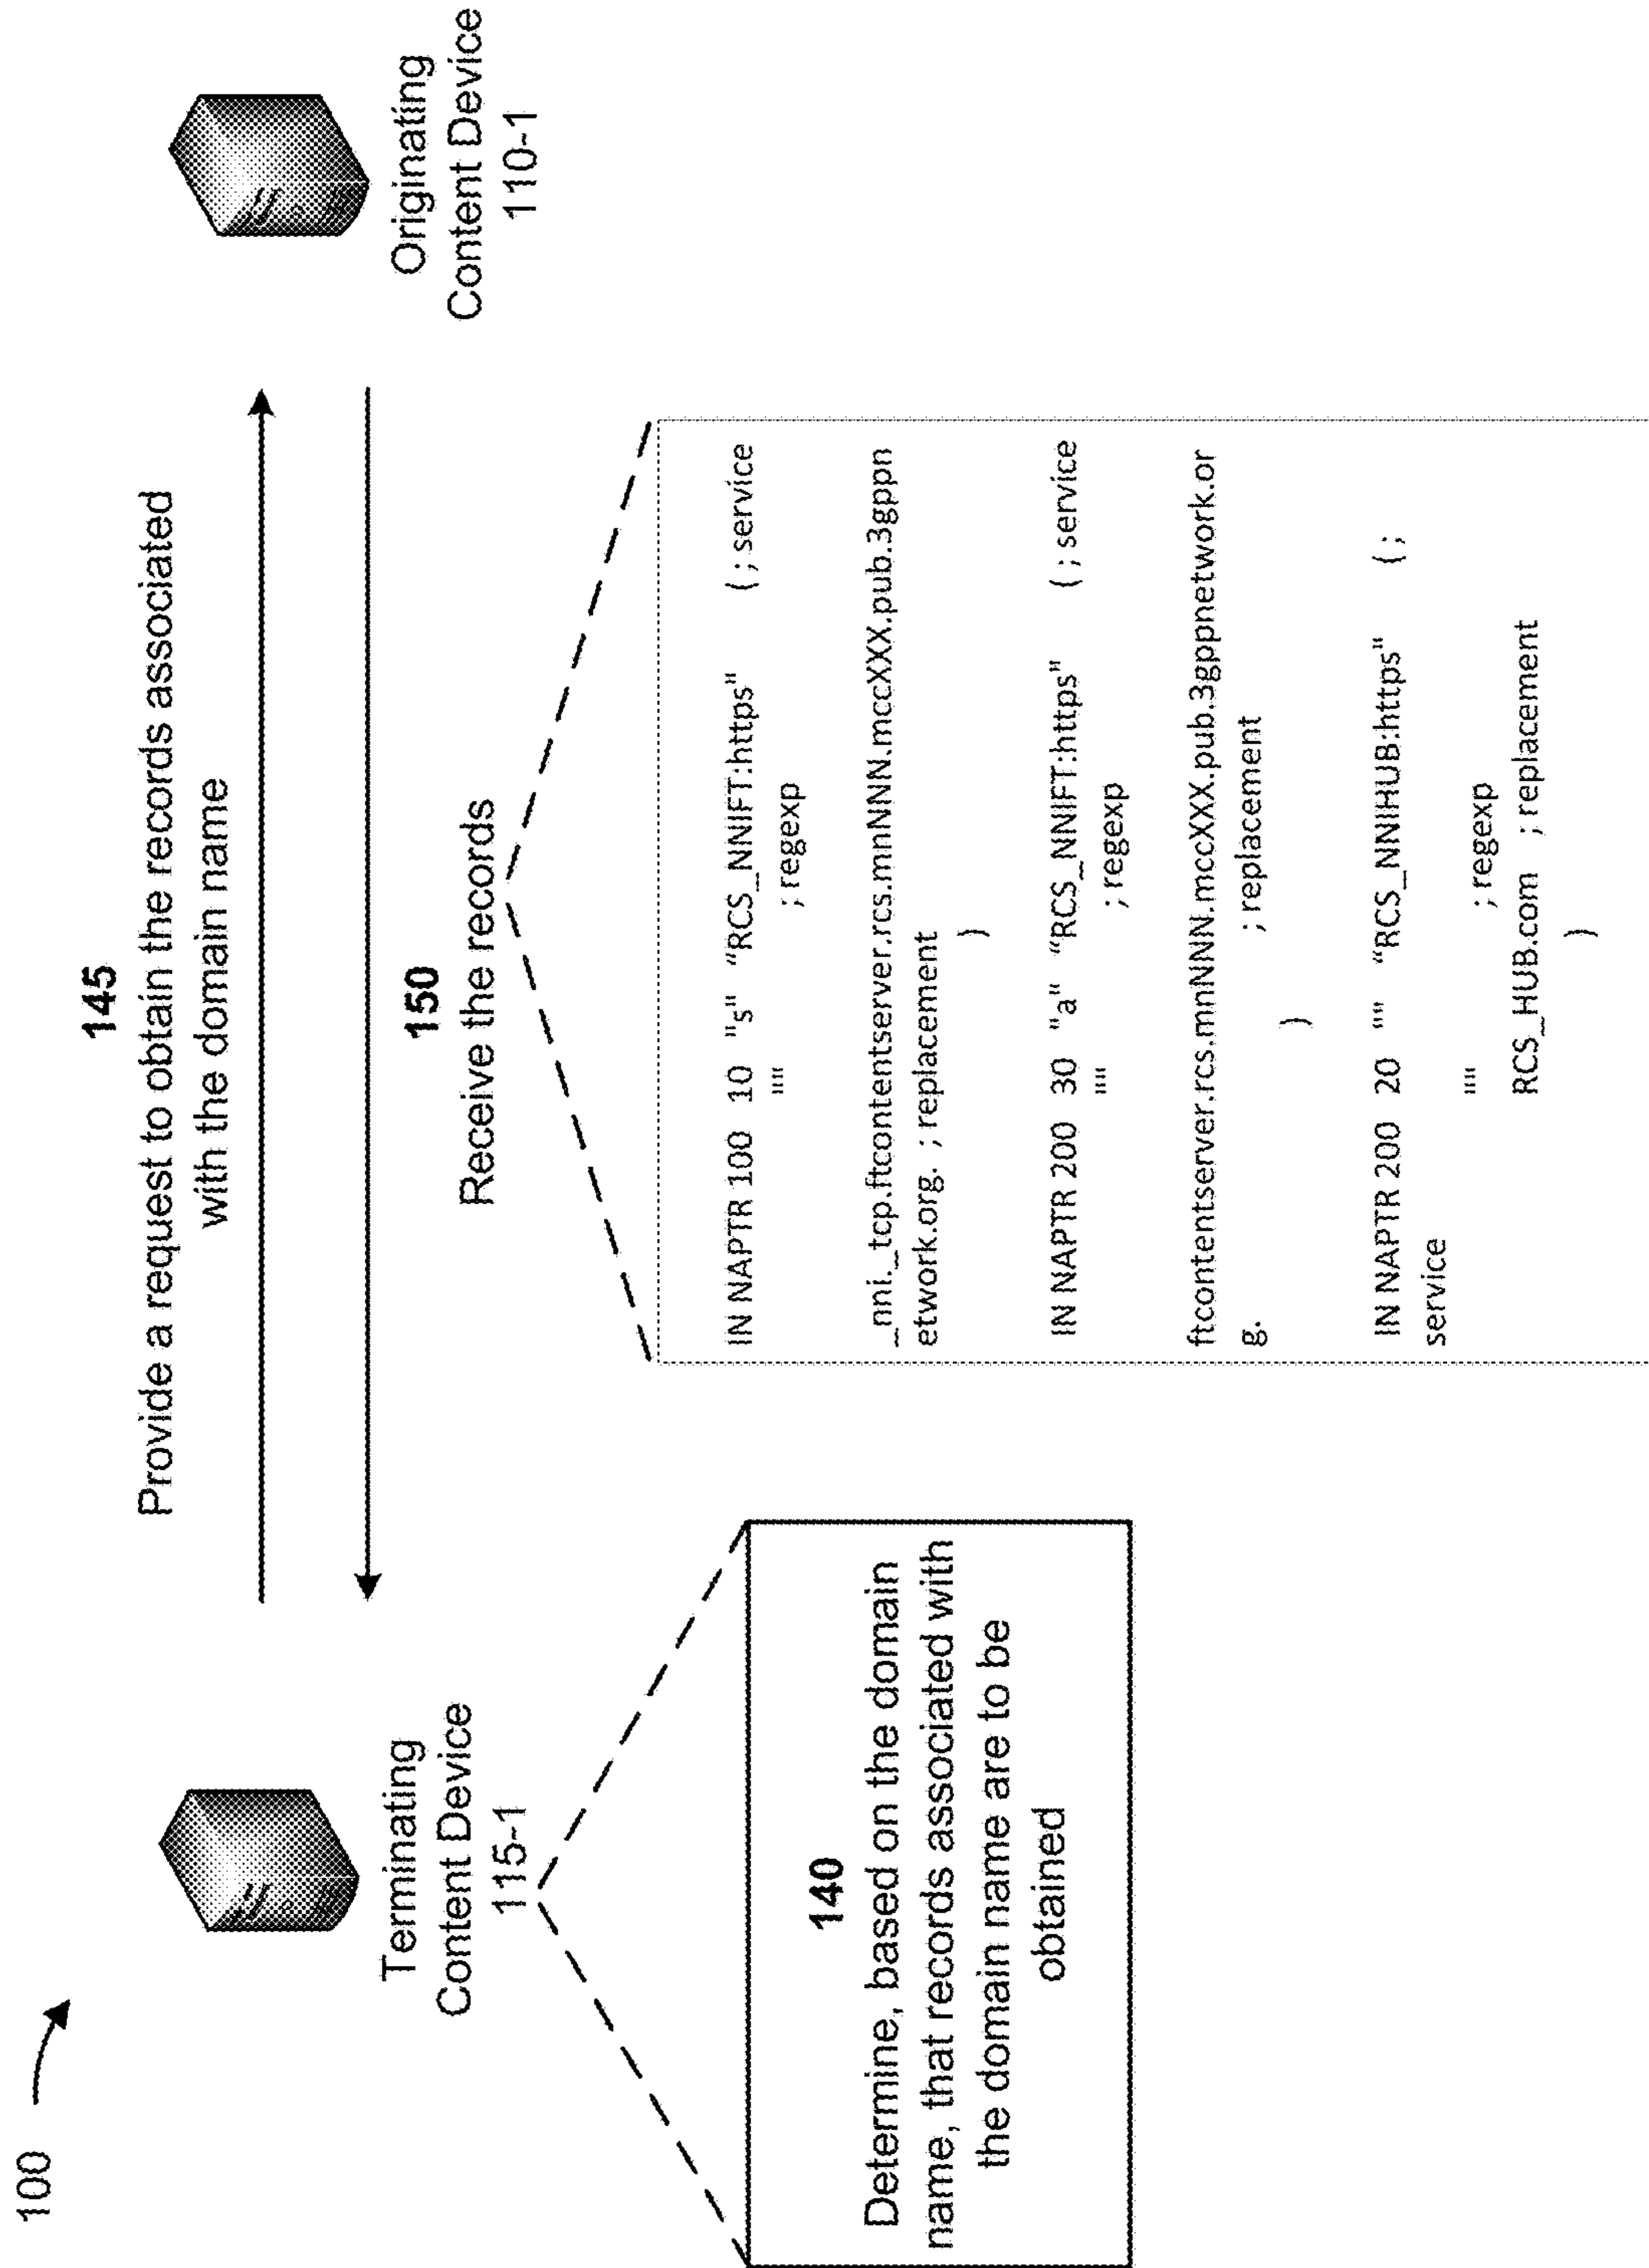 100
Terminating
Content Device
115-1
140
Determine, based on the domain
name, that records associated with
the domain name are to be
obtained
145
Provide a request to obtain the records associated
with the domain name
150
Receive the records
IN NAPTR 100 10 "s" "RCS_NNIFT:https" ( ; service
"" ; regexp
_nni._tcp.ftcontentserver.rcs.mnNNN.mccXXX.pub.3gppn
etwork.org. ; replacement
)
IN NAPTR 200 30 "a" "RCS_NNIFT:https" ( ; service
"" ; regexp
ftcontentserver.rcs.mnNNN.mccXXX.pub.3gppnetwork.or
g. ; replacement
)
IN NAPTR 200 20 "" "RCS_NNIHUB:https" ( ;
service
"" ; regexp
RCS_HUB.com ; replacement
)
Originating
Content Device
110-1